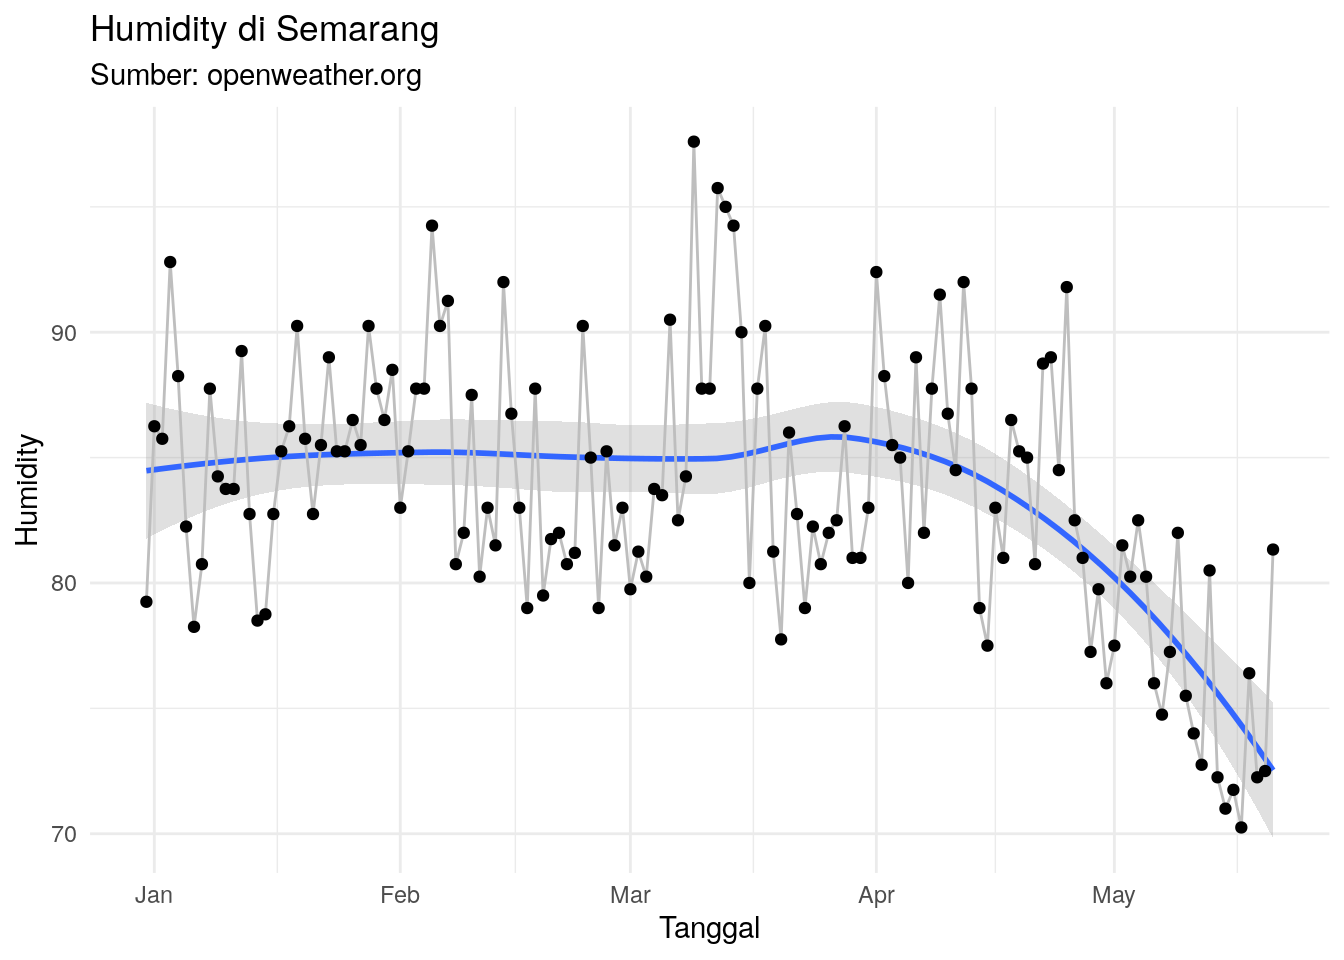 Humidity di Semarang
Sumber: openweather.org
Humidity
90
80
70
Jan Feb Mar Apr May
Tanggal